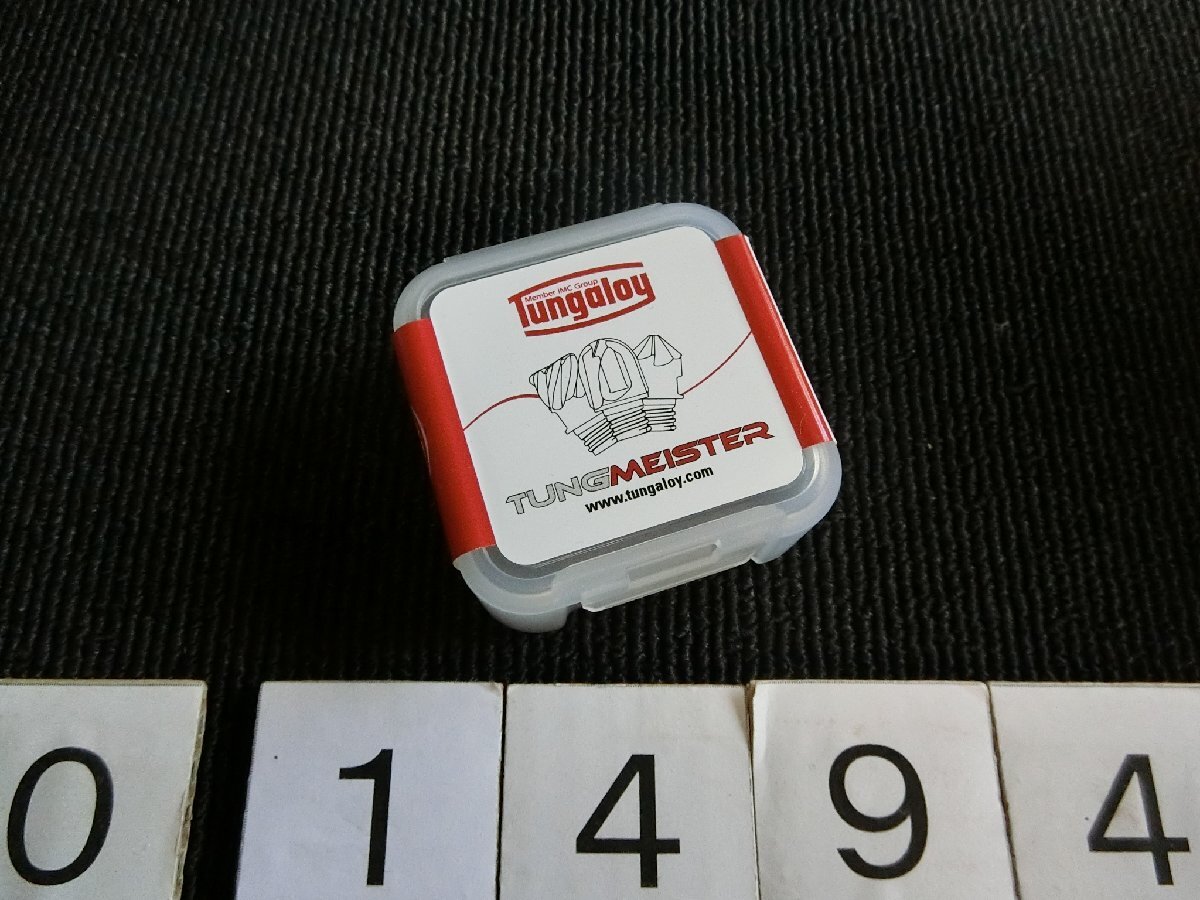 Member IMC Group
Tungaloy
TUNGMEISTER
www.tungaloy.com
0 1 4 9 4